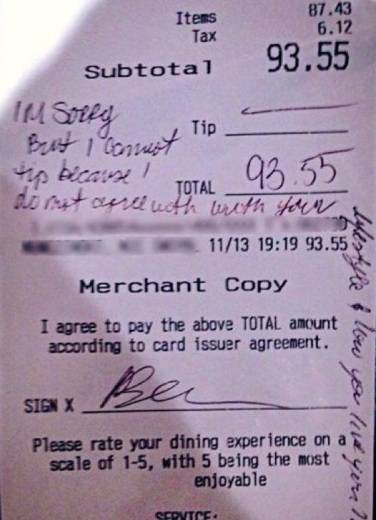 Items 87.43
Tax 6.12
Subtotal 93.55
IM Sorry
But I cannot
tip because I
do not agree with with your
lifestyle & how you live your
Tip
TOTAL 93.55
11/13 19:19 93.55
Merchant Copy
I agree to pay the above TOTAL amount
according to card issuer agreement.
SIGN X
Please rate your dining experience on a
scale of 1-5, with 5 being the most
enjoyable
SERVICE: